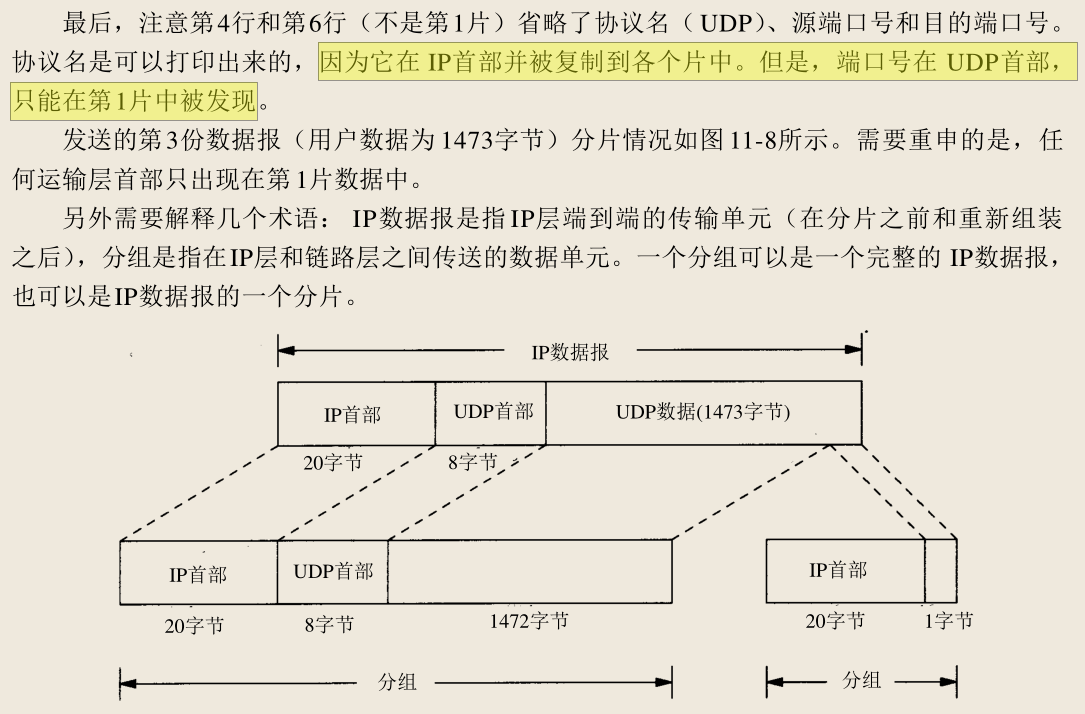 最后，注意第4行和第6行（不是第1片）省略了协议名（UDP）、源端口号和目的端口号。
协议名是可以打印出来的，因为它在 IP首部并被复制到各个片中。但是，端口号在 UDP首部，
只能在第1片中被发现。
发送的第3份数据报（用户数据为1473字节）分片情况如图11-8所示。需要重申的是，任
何运输层首部只出现在第1片数据中。
另外需要解释几个术语： IP数据报是指IP层端到端的传输单元（在分片之前和重新组装
之后），分组是指在IP层和链路层之间传送的数据单元。一个分组可以是一个完整的 IP数据报，
也可以是IP数据报的一个分片。
IP数据报
IP首部 UDP首部 UDP数据(1473字节)
20字节 8字节
IP首部 UDP首部 IP首部
20字节 8字节 1472字节 20字节 1字节
分组 分组